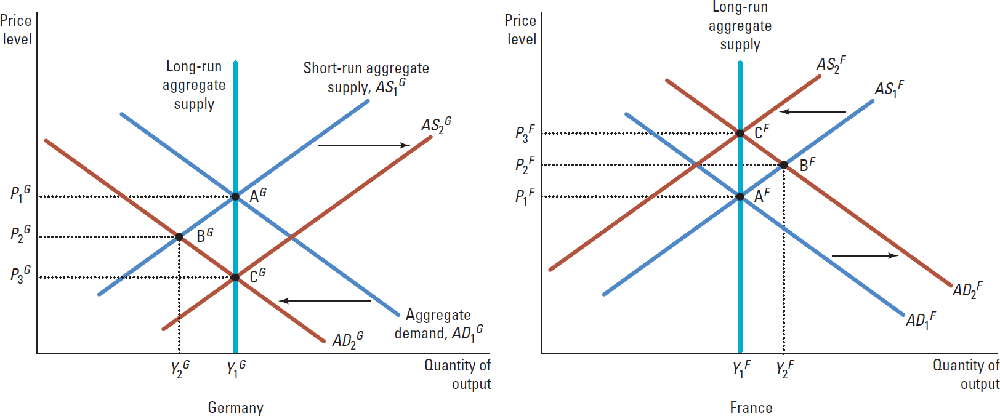 Price
level
Long-run
aggregate
supply
Short-run aggregate
supply, AS₁ᴳ
AS₂ᴳ
P₁ᴳ
Aᴳ
P₂ᴳ
Bᴳ
P₃ᴳ
Cᴳ
Aggregate
demand, AD₁ᴳ
AD₂ᴳ
Y₂ᴳ
Y₁ᴳ
Quantity of
output
Germany
Price
level
Long-run
aggregate
supply
AS₂ᶠ
AS₁ᶠ
P₃ᶠ
Cᶠ
P₂ᶠ
Bᶠ
P₁ᶠ
Aᶠ
AD₂ᶠ
AD₁ᶠ
Y₁ᶠ
Y₂ᶠ
Quantity of
output
France